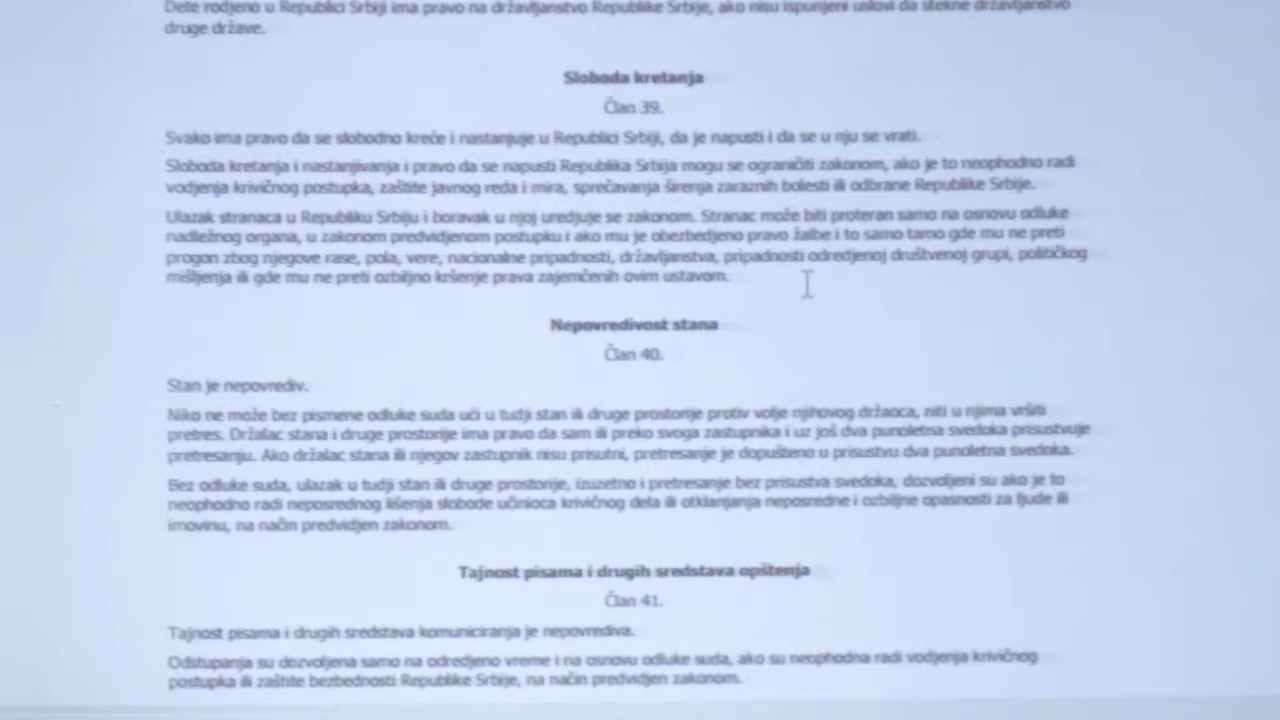 Dete rodjeno u Republici Srbiji ima pravo na državljanstvo Republike Srbije, ako nisu ispunjeni uslovi da stekne državljanstvo
druge države.
Sloboda kretanja
Član 39.
Svako ima pravo da se slobodno kreće i nastanjuje u Republici Srbiji, da je napusti i da se u nju se vrati.
Sloboda kretanja i nastanjivanja i pravo da se napusti Republika Srbija mogu se ograničiti zakonom, ako je to neophodno radi
vodjenja krivičnog postupka, zaštite javnog reda i mira, sprečavanja širenja zaraznih bolesti ili odbrane Republike Srbije.
Ulazak stranaca u Republiku Srbiju i boravak u njoj uredjuje se zakonom. Stranac može biti proteran samo na osnovu odluke
nadležnog organa, u zakonom predvidjenom postupku i ako mu je obezbedjeno pravo žalbe i to samo tamo gde mu ne preti
progon zbog njegove rase, pola, vere, nacionalne pripadnosti, državljanstva, pripadnosti odredjenoj društvenoj grupi, političkog
mišljenja ili gde mu ne preti ozbiljno kršenje prava zajemčenih ovim ustavom.
Nepovredivost stana
Član 40.
Stan je nepovrediv.
Niko ne može bez pismene odluke suda ući u tudji stan ili druge prostorije protiv volje njihovog držaoca, niti u njima vršiti
pretres. Držalac stana i druge prostorije ima pravo da sam ili preko svoga zastupnika i uz još dva punoletna svedoka prisustvuje
pretresanju. Ako držalac stana ili njegov zastupnik nisu prisutni, pretresanje je dopušteno u prisustvu dva punoletna svedoka.
Bez odluke suda, ulazak u tudji stan ili druge prostorije, izuzetno i pretresanje bez prisustva svedoka, dozvoljeni su ako je to
neophodno radi neposrednog lišenja slobode učinioca krivičnog dela ili otklanjanja neposredne i ozbiljne opasnosti za ljude ili
imovinu, na način predvidjen zakonom.
Tajnost pisama i drugih sredstava opštenja
Član 41.
Tajnost pisama i drugih sredstava komuniciranja je nepovrediva.
Odstupanja su dozvoljena samo na odredjeno vreme i na osnovu odluke suda, ako su neophodna radi vodjenja krivičnog
postupka ili zaštite bezbednosti Republike Srbije, na način predvidjen zakonom.